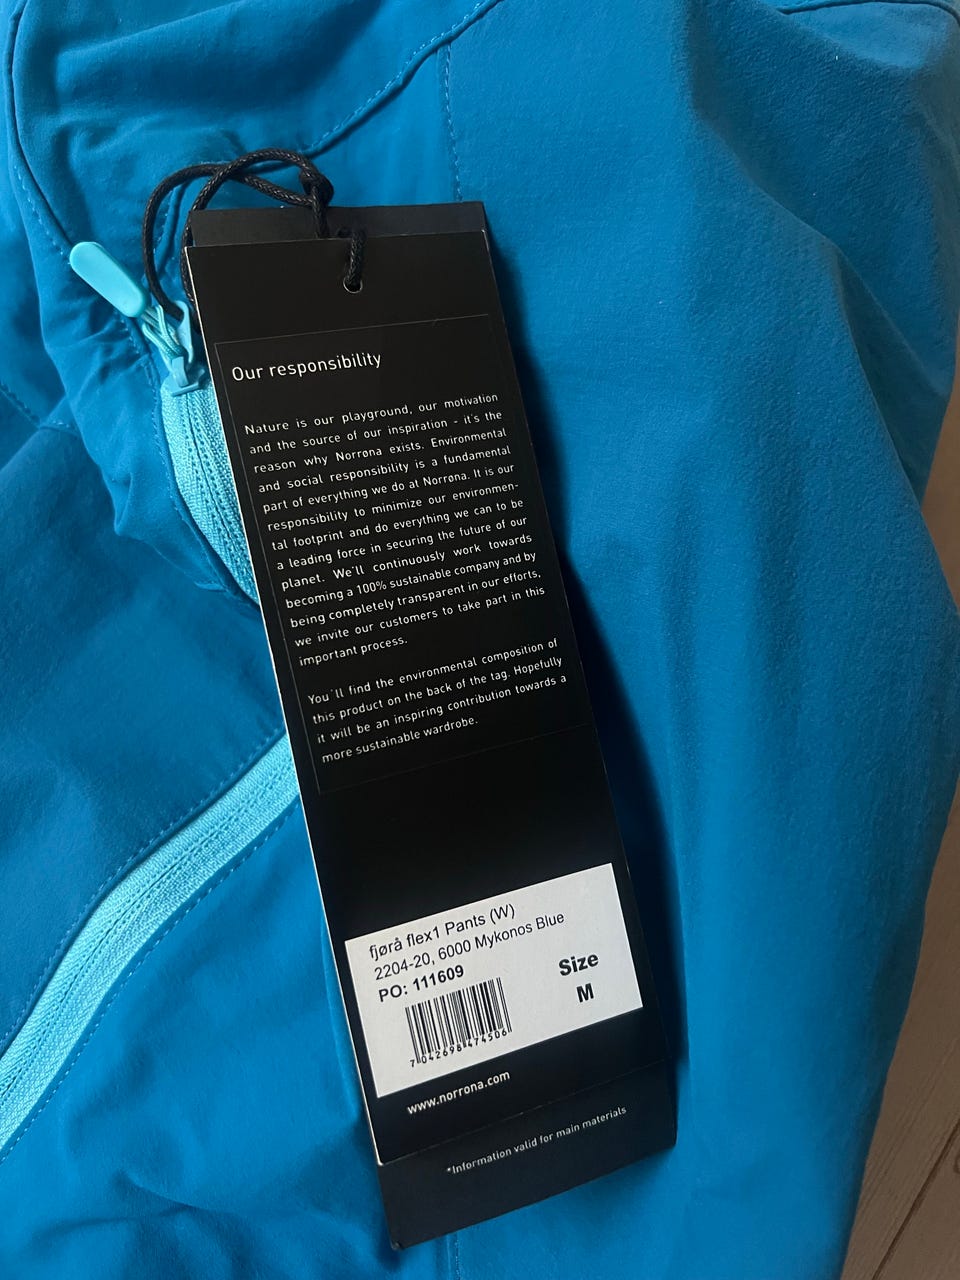 Our responsibility
Nature is our playground, our motivation
and the source of our inspiration - it's the
reason why Norrøna exists. Environmental
and social responsibility is a fundamental
part of everything we do at Norrøna. It is our
responsibility to minimize our environmen-
tal footprint and do everything we can to be
a leading force in securing the future of our
planet. We'll continuously work towards
becoming a 100% sustainable company and by
being completely transparent in our efforts,
we invite our customers to take part in this
important process.
You'll find the environmental composition of
this product on the back of the tag. Hopefully
it will be an inspiring contribution towards a
more sustainable wardrobe.
fjørå flex1 Pants (W)
2204-20, 6000 Mykonos Blue
PO: 111609
Size
M
7042698474506
www.norrona.com
*Information valid for main materials